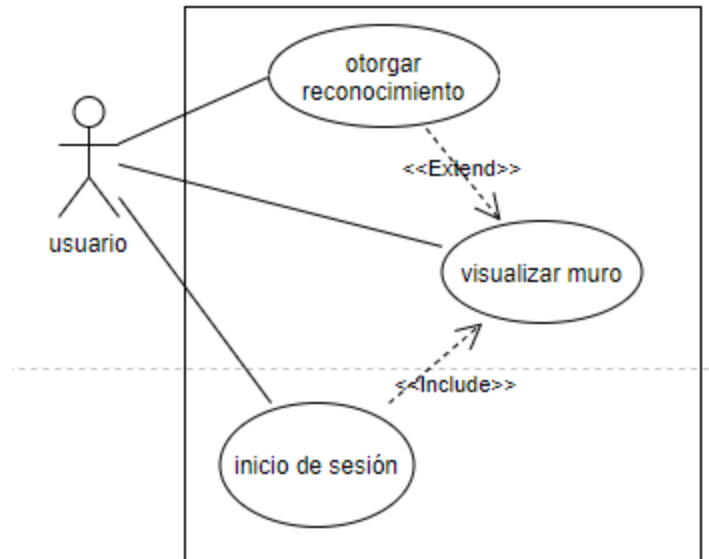 otorgar
reconocimiento
<<Extend>>
usuario
visualizar muro
<<Include>>
inicio de sesión